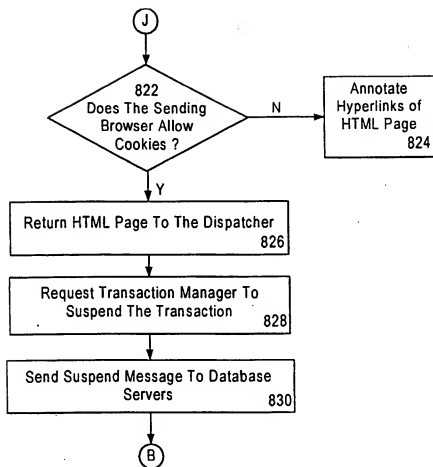 J
822
Does The Sending
Browser Allow
Cookies ?
N
Annotate
Hyperlinks of
HTML Page
824
Y
Return HTML Page To The Dispatcher
826
Request Transaction Manager To
Suspend The Transaction
828
Send Suspend Message To Database
Servers
830
B